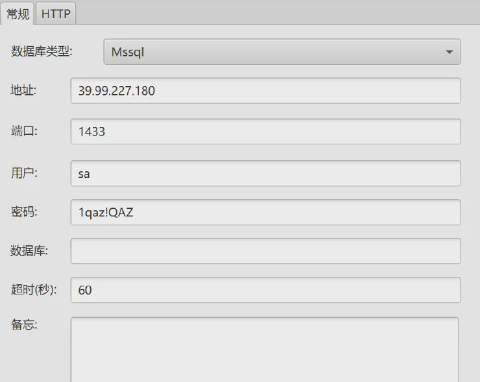 常规 HTTP
数据库类型: Mssql
地址: 39.99.227.180
端口: 1433
用户: sa
密码: 1qaz!QAZ
数据库:
超时(秒): 60
备忘: